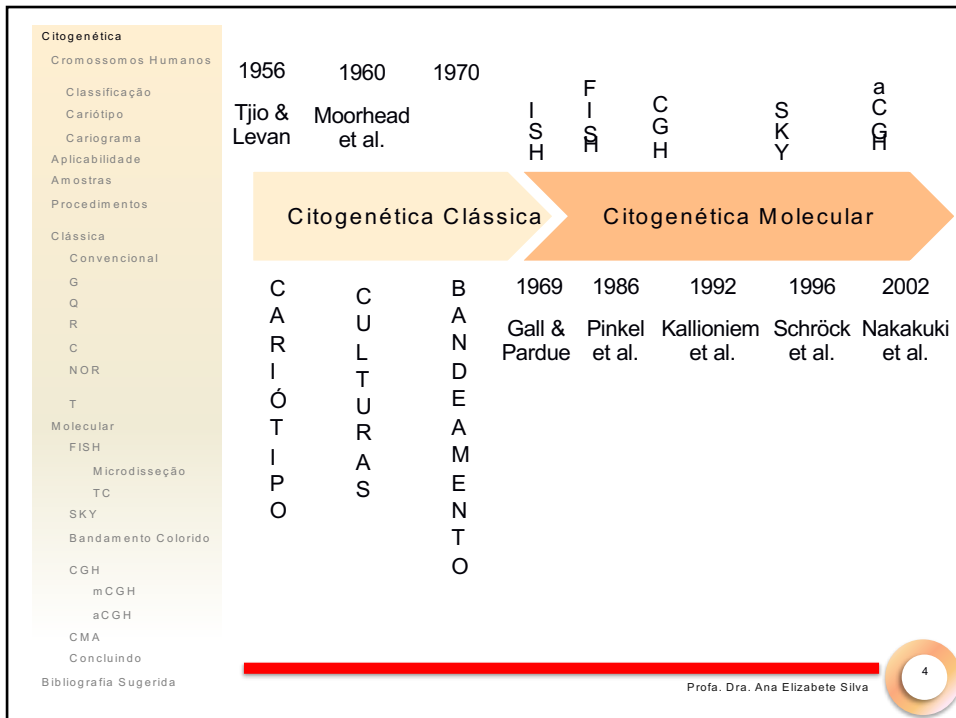 Citogenética
Cromossomos Humanos
Classificação
Cariótipo
Cariograma
Aplicabilidade
Amostras
Procedimentos
Clássica
Convencional
G
Q
R
C
NOR
T
Molecular
FISH
Microdisseção
TC
SKY
Bandamento Colorido
CGH
mCGH
aCGH
CMA
Concluindo
Bibliografia Sugerida
1956
Tjio &
Levan
1960
Moorhead
et al.
1970
ISH
FISH
CGH
SKY
aCGH
Citogenética Clássica
Citogenética Molecular
CARIÓTIPO
CULTURAS
BANDEAMENTO
1969
Gall &
Pardue
1986
Pinkel
et al.
1992
Kallioniem
et al.
1996
Schröck
et al.
2002
Nakakuki
et al.
Profa. Dra. Ana Elizabete Silva
4